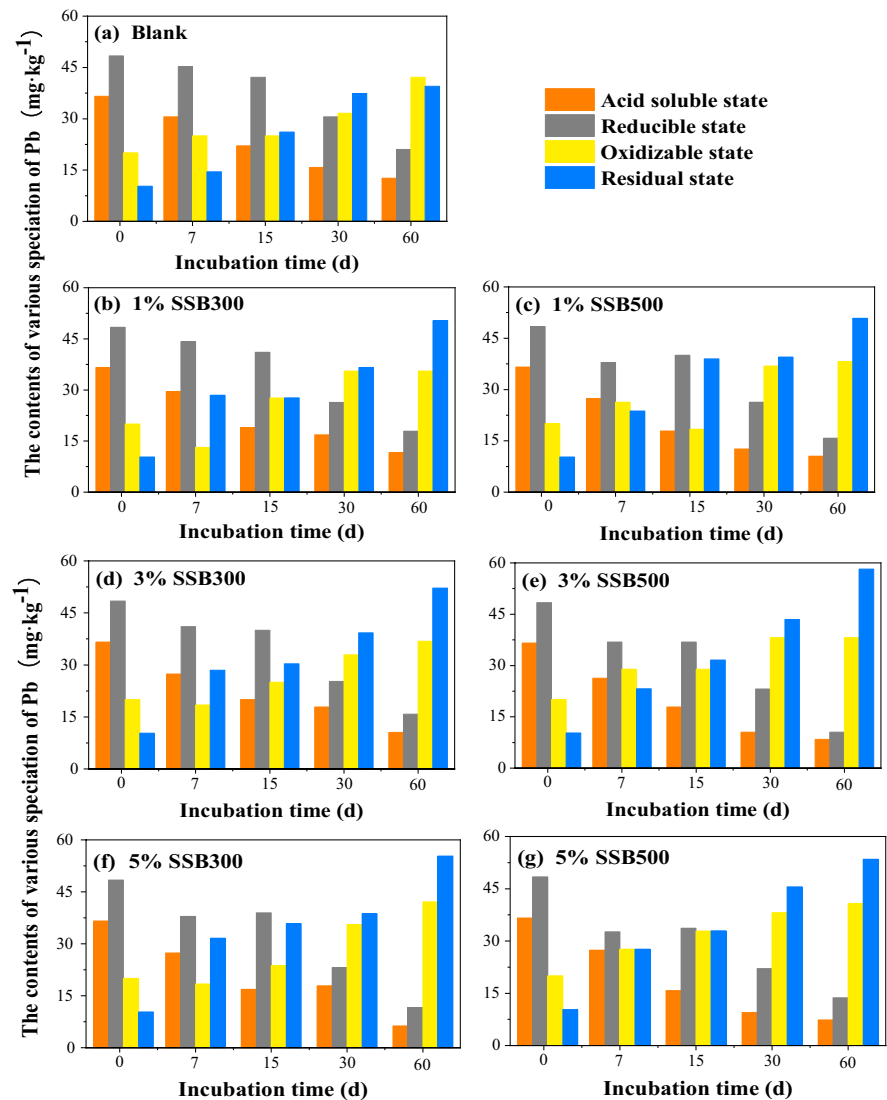 The contents of various speciation of Pb (mg·kg⁻¹)
(a) Blank
60
45
30
15
0
0 7 15 30 60
Incubation time (d)
Acid soluble state
Reducible state
Oxidizable state
Residual state
(b) 1% SSB300
60
45
30
15
0
0 7 15 30 60
Incubation time (d)
(c) 1% SSB500
60
45
30
15
0
0 7 15 30 60
Incubation time (d)
The contents of various speciation of Pb (mg·kg⁻¹)
(d) 3% SSB300
60
45
30
15
0
0 7 15 30 60
Incubation time (d)
(e) 3% SSB500
60
45
30
15
0
0 7 15 30 60
Incubation time (d)
(f) 5% SSB300
60
45
30
15
0
0 7 15 30 60
Incubation time (d)
(g) 5% SSB500
60
45
30
15
0
0 7 15 30 60
Incubation time (d)